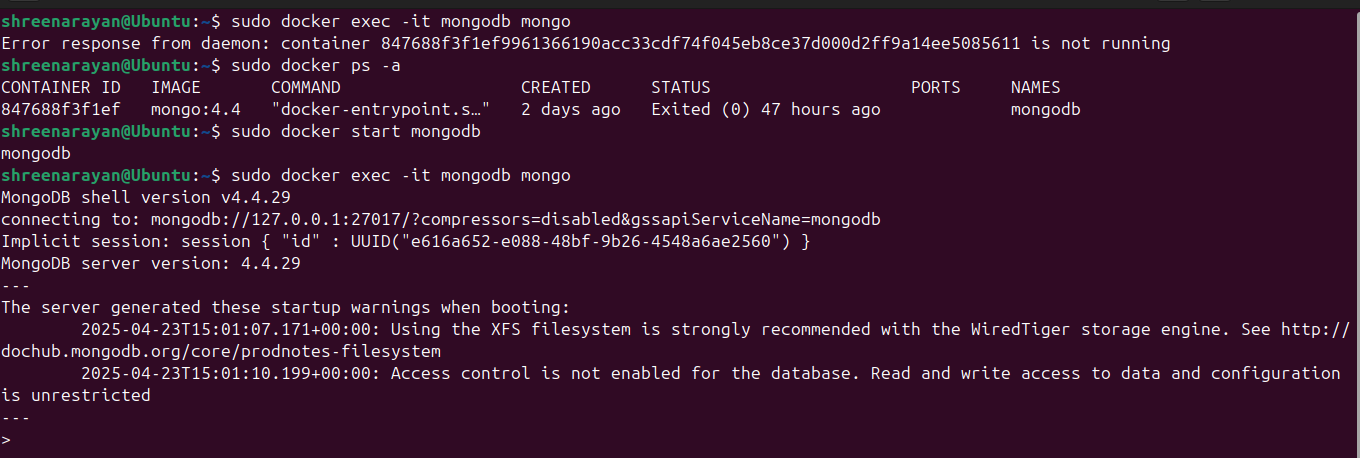 shreenarayan@Ubuntu:~$ sudo docker exec -it mongodb mongo
Error response from daemon: container 847688f3f1ef9961366190acc33cdf74f045eb8ce37d000d2ff9a14ee5085611 is not running
shreenarayan@Ubuntu:~$ sudo docker ps -a
CONTAINER ID   IMAGE       COMMAND                  CREATED      STATUS                    PORTS     NAMES
847688f3f1ef   mongo:4.4   "docker-entrypoint.s…"   2 days ago   Exited (0) 47 hours ago             mongodb
shreenarayan@Ubuntu:~$ sudo docker start mongodb
mongodb
shreenarayan@Ubuntu:~$ sudo docker exec -it mongodb mongo
MongoDB shell version v4.4.29
connecting to: mongodb://127.0.0.1:27017/?compressors=disabled&gssapiServiceName=mongodb
Implicit session: session { "id" : UUID("e616a652-e088-48bf-9b26-4548a6ae2560") }
MongoDB server version: 4.4.29
---
The server generated these startup warnings when booting:
        2025-04-23T15:01:07.171+00:00: Using the XFS filesystem is strongly recommended with the WiredTiger storage engine. See http://
dochub.mongodb.org/core/prodnotes-filesystem
        2025-04-23T15:01:10.199+00:00: Access control is not enabled for the database. Read and write access to data and configuration
is unrestricted
---
>